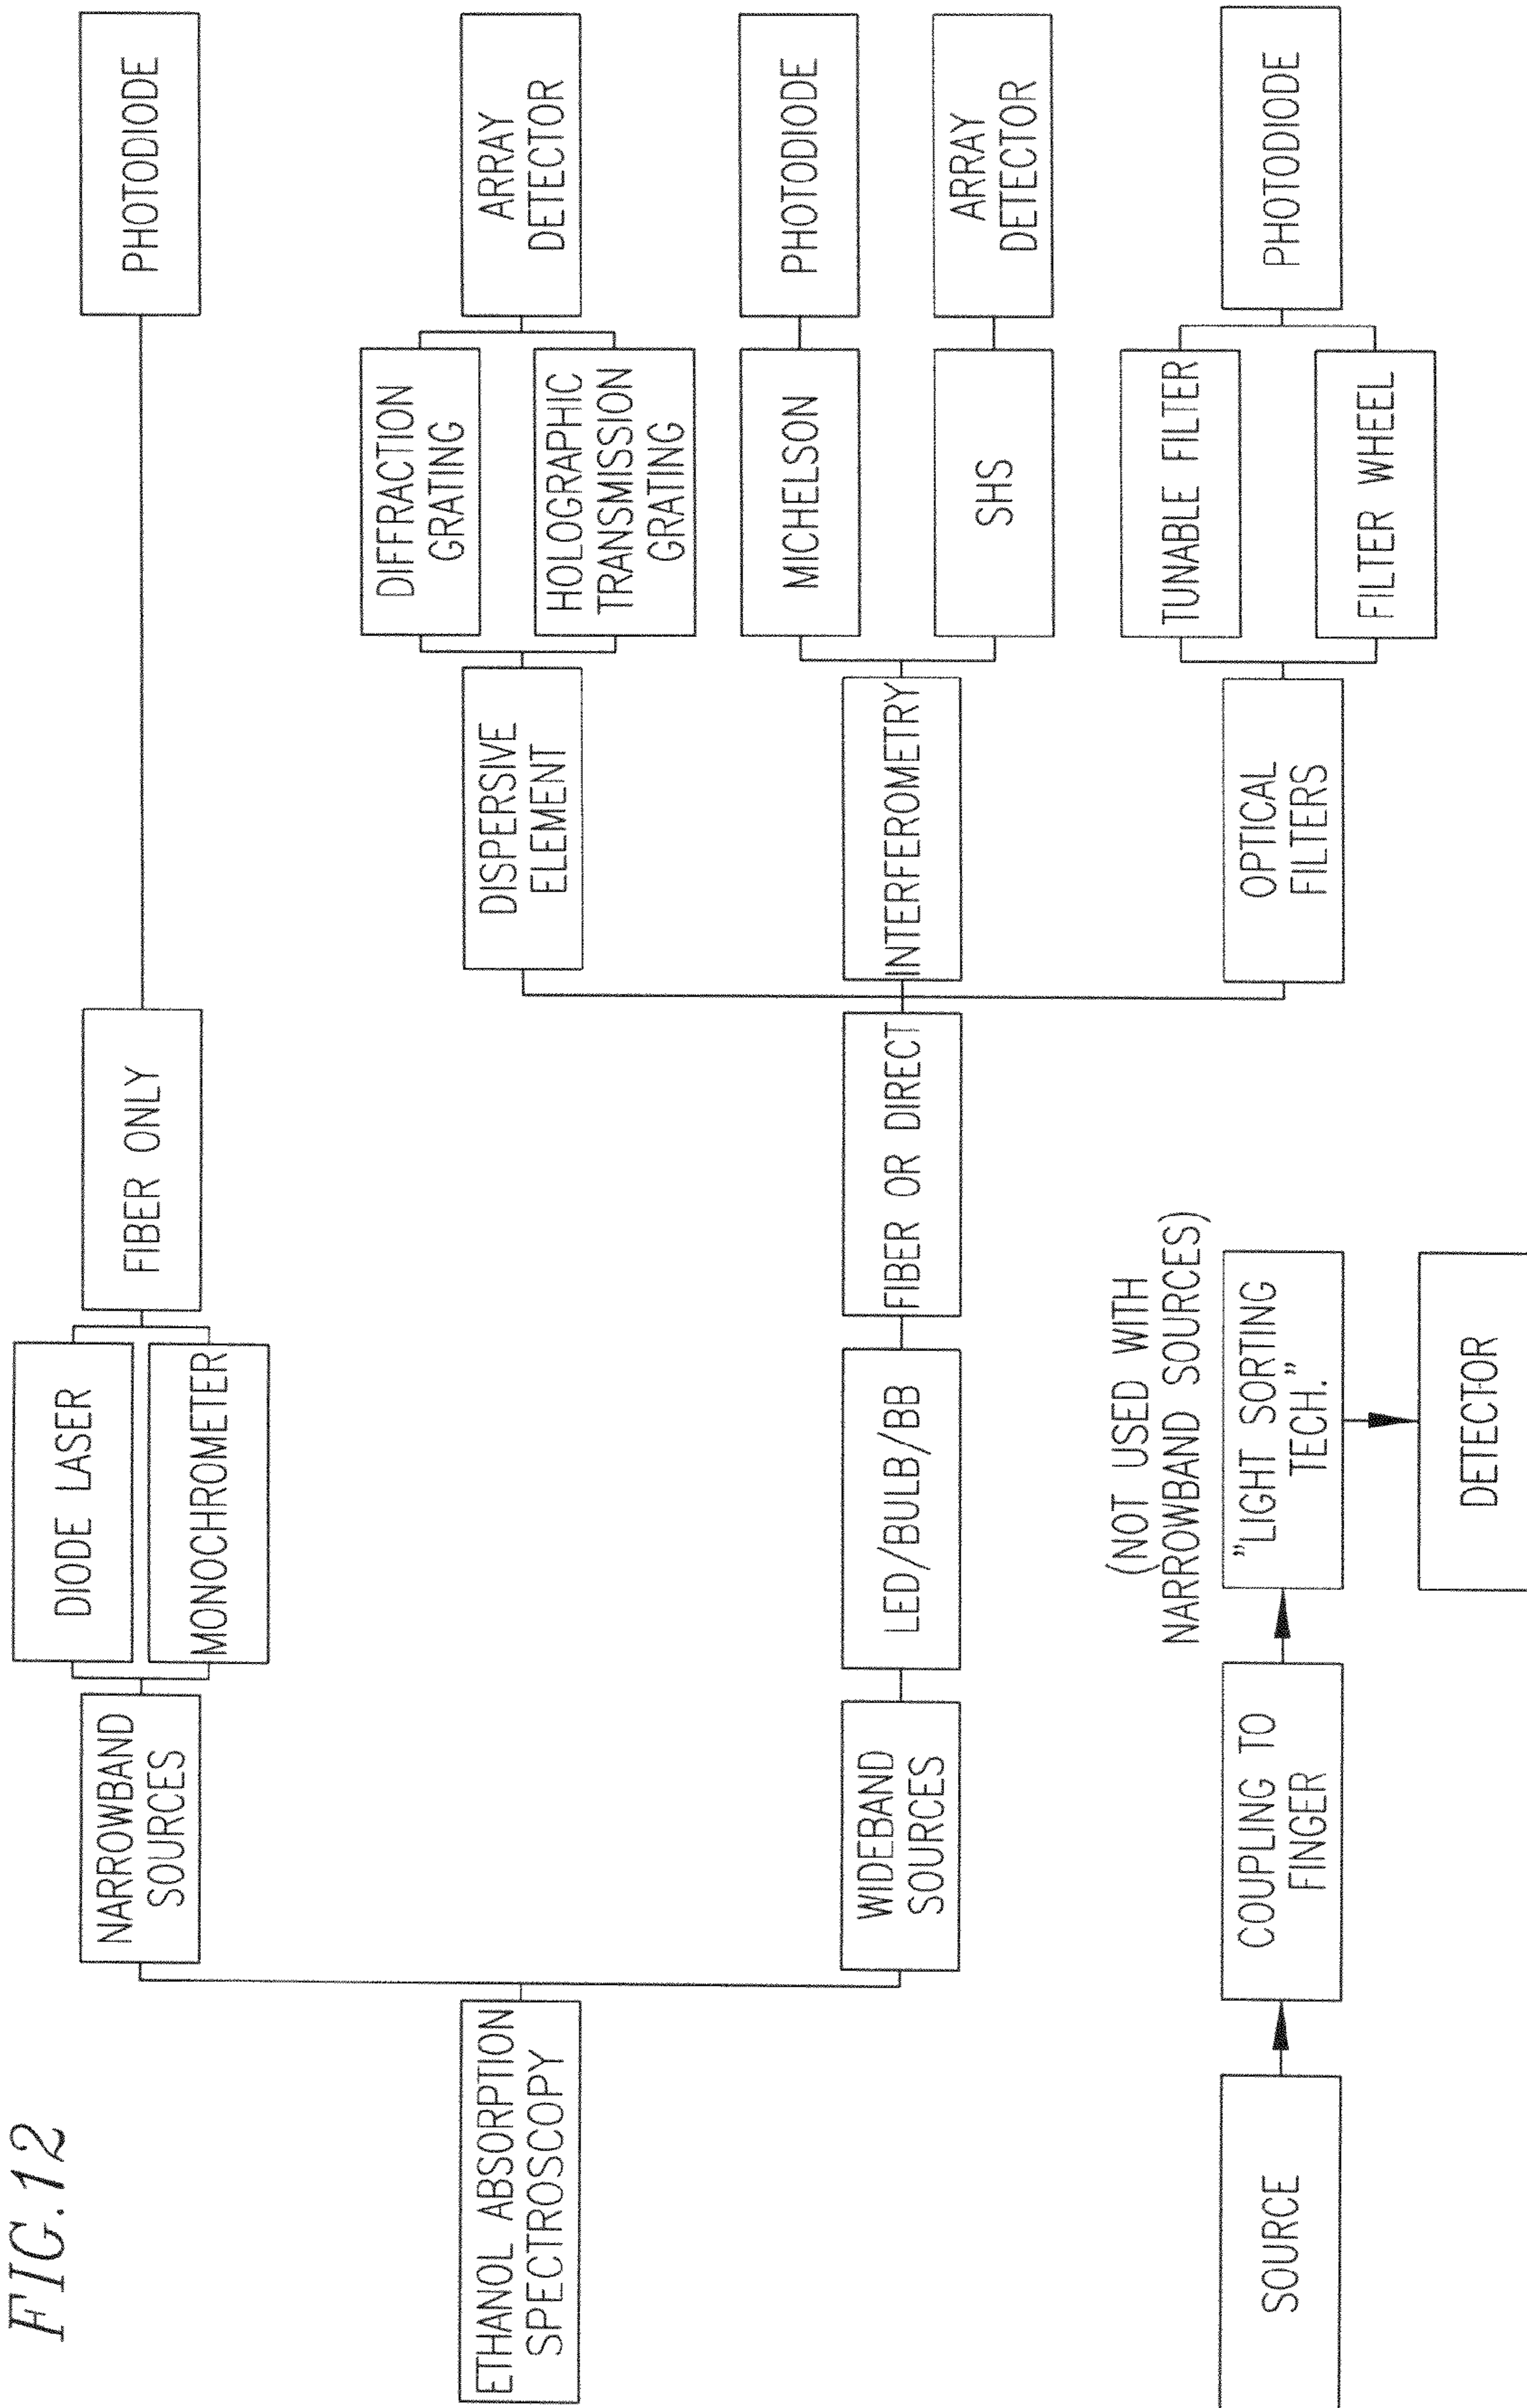 FIG.12
ETHANOL ABSORPTION
SPECTROSCOPY
NARROWBAND
SOURCES
DIODE LASER
MONOCHROMETER
FIBER ONLY
PHOTODIODE
WIDEBAND
SOURCES
LED/BULB/BB
FIBER OR DIRECT
DISPERSIVE
ELEMENT
DIFFRACTION
GRATING
HOLOGRAPHIC
TRANSMISSION
GRATING
ARRAY
DETECTOR
INTERFEROMETRY
MICHELSON
PHOTODIODE
SHS
ARRAY
DETECTOR
OPTICAL
FILTERS
TUNABLE FILTER
FILTER WHEEL
PHOTODIODE
SOURCE
COUPLING TO
FINGER
(NOT USED WITH
NARROWBAND SOURCES)
"LIGHT SORTING
TECH."
DETECTOR